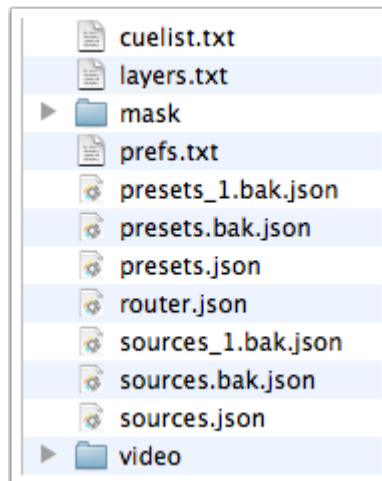 cuelist.txt
layers.txt
mask
prefs.txt
presets_1.bak.json
presets.bak.json
presets.json
router.json
sources_1.bak.json
sources.bak.json
sources.json
video